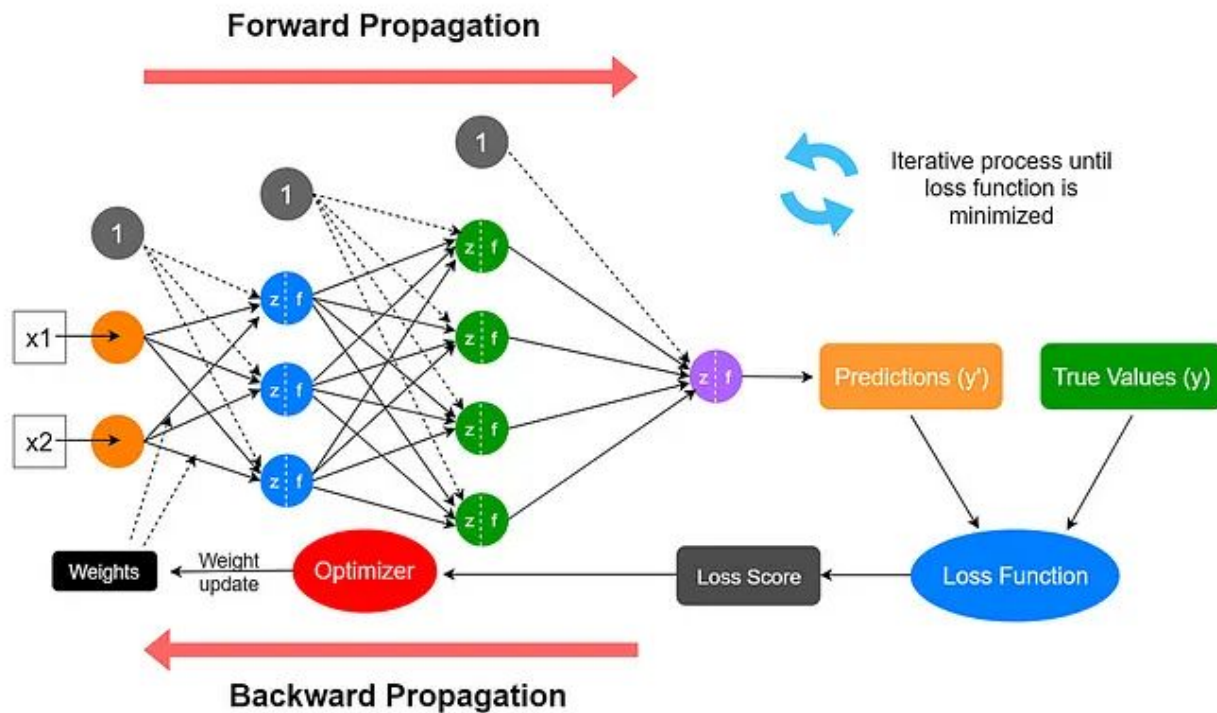 Forward Propagation
1
1
1
Iterative process until
loss function is
minimized
z f
z f
x1
z f
z f
z f
Predictions (y')
True Values (y)
x2
z f
z f
z f
Weights
Weight
update
Optimizer
Loss Score
Loss Function
Backward Propagation